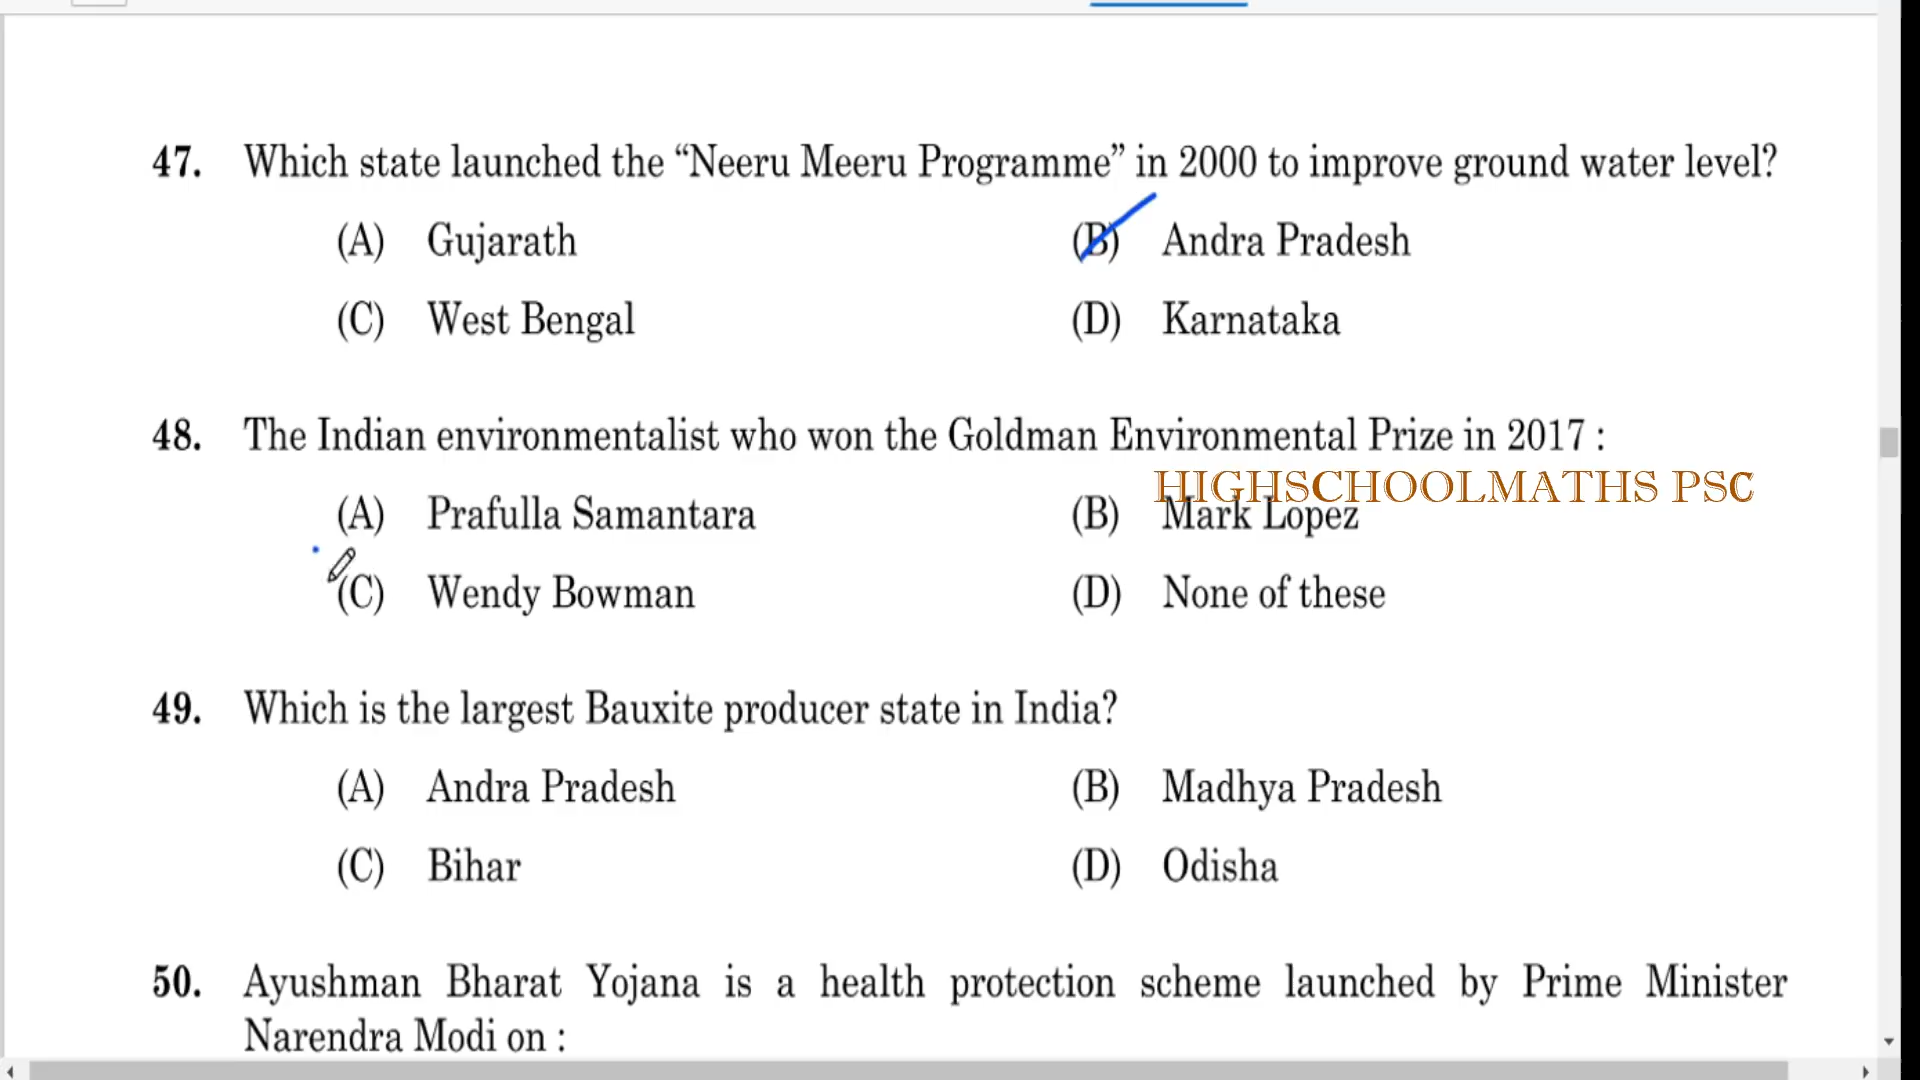 47. Which state launched the “Neeru Meeru Programme” in 2000 to improve ground water level?
(A) Gujarath (B) Andra Pradesh
(C) West Bengal (D) Karnataka
48. The Indian environmentalist who won the Goldman Environmental Prize in 2017 :
HIGHSCHOOLMATHS PSC
(A) Prafulla Samantara (B) Mark Lopez
(C) Wendy Bowman (D) None of these
49. Which is the largest Bauxite producer state in India?
(A) Andra Pradesh (B) Madhya Pradesh
(C) Bihar (D) Odisha
50. Ayushman Bharat Yojana is a health protection scheme launched by Prime Minister
Narendra Modi on :